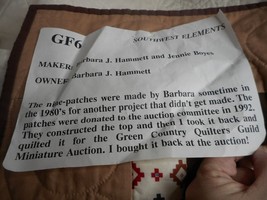 GF6
SOUTHWEST ELEMENTS
MAKER: Barbara J. Hammett and Jennie Boyes
OWNER: Barbara J. Hammett
The nine-patches were made by Barbara sometime in
the 1980's for another project that didn't get made. The
patches were donated to the auction committee in 1992.
They constructed the top and then I took it back and
quilted it for the Green Country Quilters Guild
Miniature Auction. I bought it back at the auction!